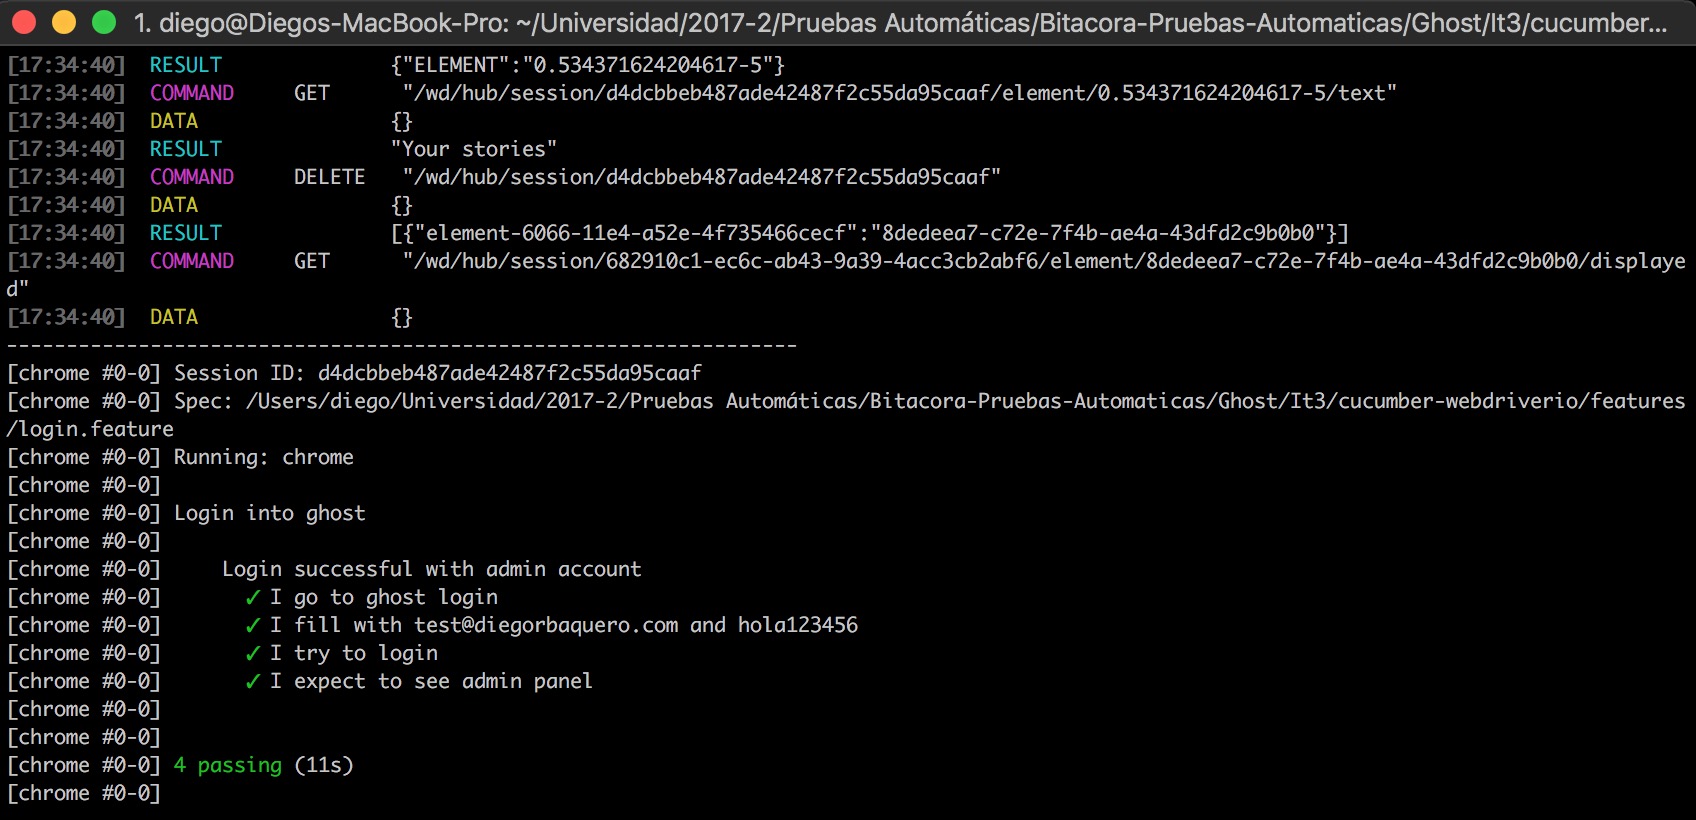 1. diego@Diegos-MacBook-Pro: ~/Universidad/2017-2/Pruebas Automáticas/Bitacora-Pruebas-Automaticas/Ghost/It3/cucumber...
[17:34:40]  RESULT              {"ELEMENT":"0.534371624204617-5"}
[17:34:40]  COMMAND     GET      "/wd/hub/session/d4dcbbeb487ade42487f2c55da95caaf/element/0.534371624204617-5/text"
[17:34:40]  DATA                {}
[17:34:40]  RESULT              "Your stories"
[17:34:40]  COMMAND     DELETE   "/wd/hub/session/d4dcbbeb487ade42487f2c55da95caaf"
[17:34:40]  DATA                {}
[17:34:40]  RESULT              [{"element-6066-11e4-a52e-4f735466cecf":"8dedeea7-c72e-7f4b-ae4a-43dfd2c9b0b0"}]
[17:34:40]  COMMAND     GET      "/wd/hub/session/682910c1-ec6c-ab43-9a39-4acc3cb2abf6/element/8dedeea7-c72e-7f4b-ae4a-43dfd2c9b0b0/displaye
d"
[17:34:40]  DATA                {}
------------------------------------------------------------------
[chrome #0-0] Session ID: d4dcbbeb487ade42487f2c55da95caaf
[chrome #0-0] Spec: /Users/diego/Universidad/2017-2/Pruebas Automáticas/Bitacora-Pruebas-Automaticas/Ghost/It3/cucumber-webdriverio/features
/login.feature
[chrome #0-0] Running: chrome
[chrome #0-0]
[chrome #0-0] Login into ghost
[chrome #0-0]
[chrome #0-0]     Login successful with admin account
[chrome #0-0]       ✓ I go to ghost login
[chrome #0-0]       ✓ I fill with test@diegorbaquero.com and hola123456
[chrome #0-0]       ✓ I try to login
[chrome #0-0]       ✓ I expect to see admin panel
[chrome #0-0]
[chrome #0-0]
[chrome #0-0] 4 passing (11s)
[chrome #0-0]